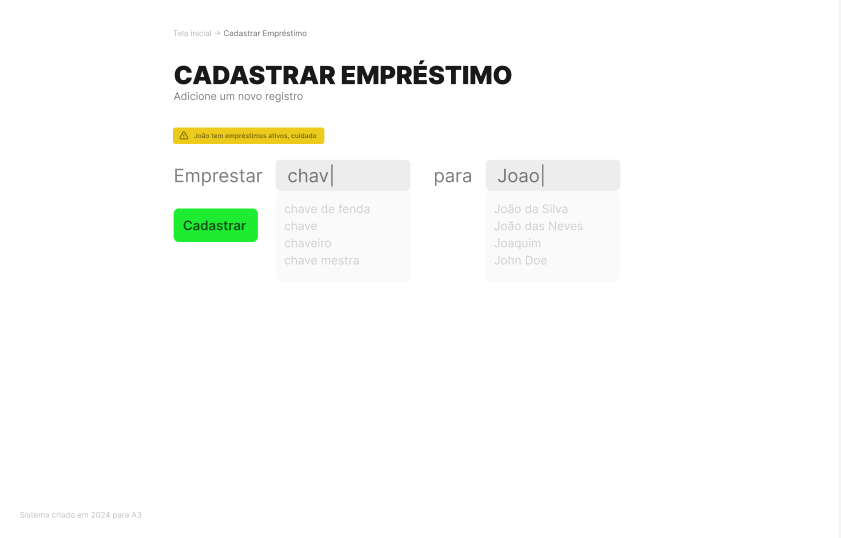 Tela inicial → Cadastrar Empréstimo
CADASTRAR EMPRÉSTIMO
Adicione um novo registro
João tem empréstimos ativos, cuidado
Emprestar chav para Joao
chave de fenda
chave
chaveiro
chave mestra
João da Silva
João das Neves
Joaquim
John Doe
Cadastrar
Sistema criado em 2024 para A3